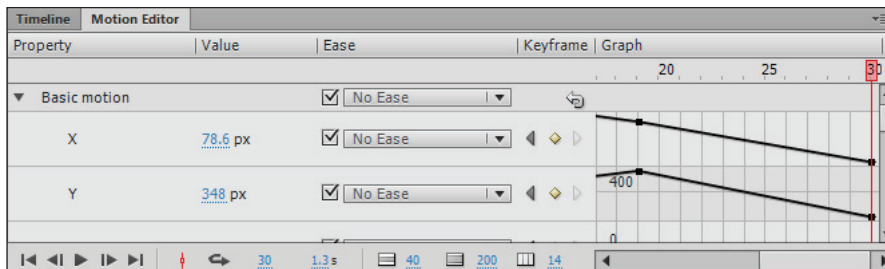 Timeline Motion Editor
Property Value Ease Keyframe Graph
20 25 30
Basic motion No Ease
X 78.6 px No Ease
Y 348 px No Ease 400
0
30 1.3 s 40 200 14